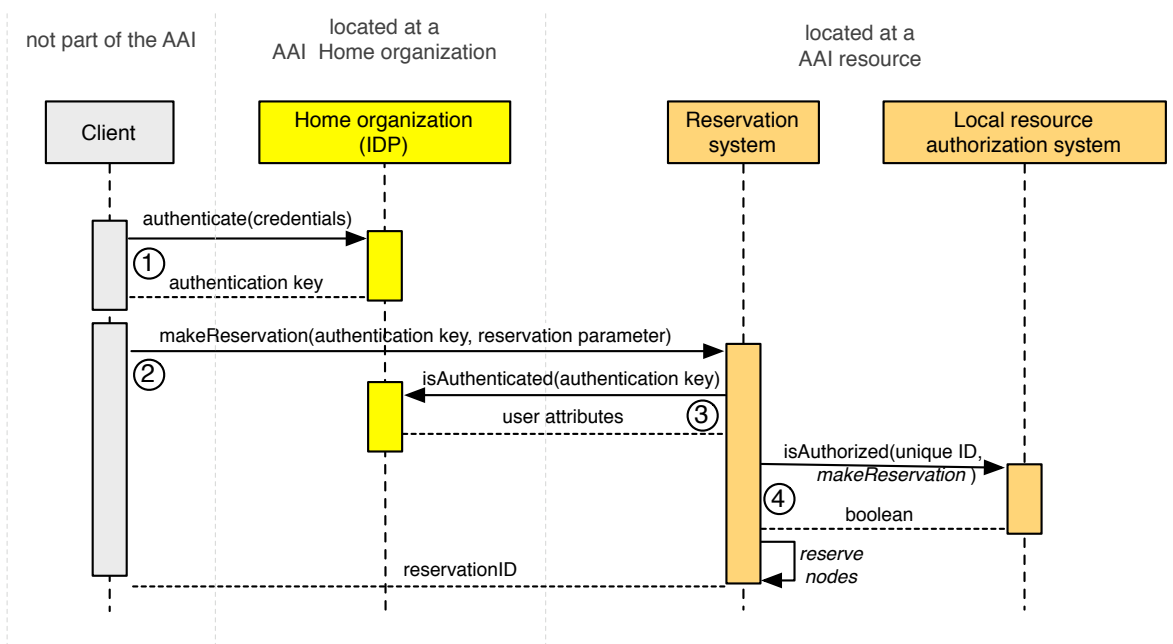 not part of the AAI
located at a
AAI Home organization
located at a
AAI resource
Client
Home organization
(IDP)
Reservation
system
Local resource
authorization system
authenticate(credentials)
1
authentication key
makeReservation(authentication key, reservation parameter)
2
isAuthenticated(authentication key)
3
user attributes
isAuthorized(unique ID,
makeReservation )
4
boolean
reserve
nodes
reservationID